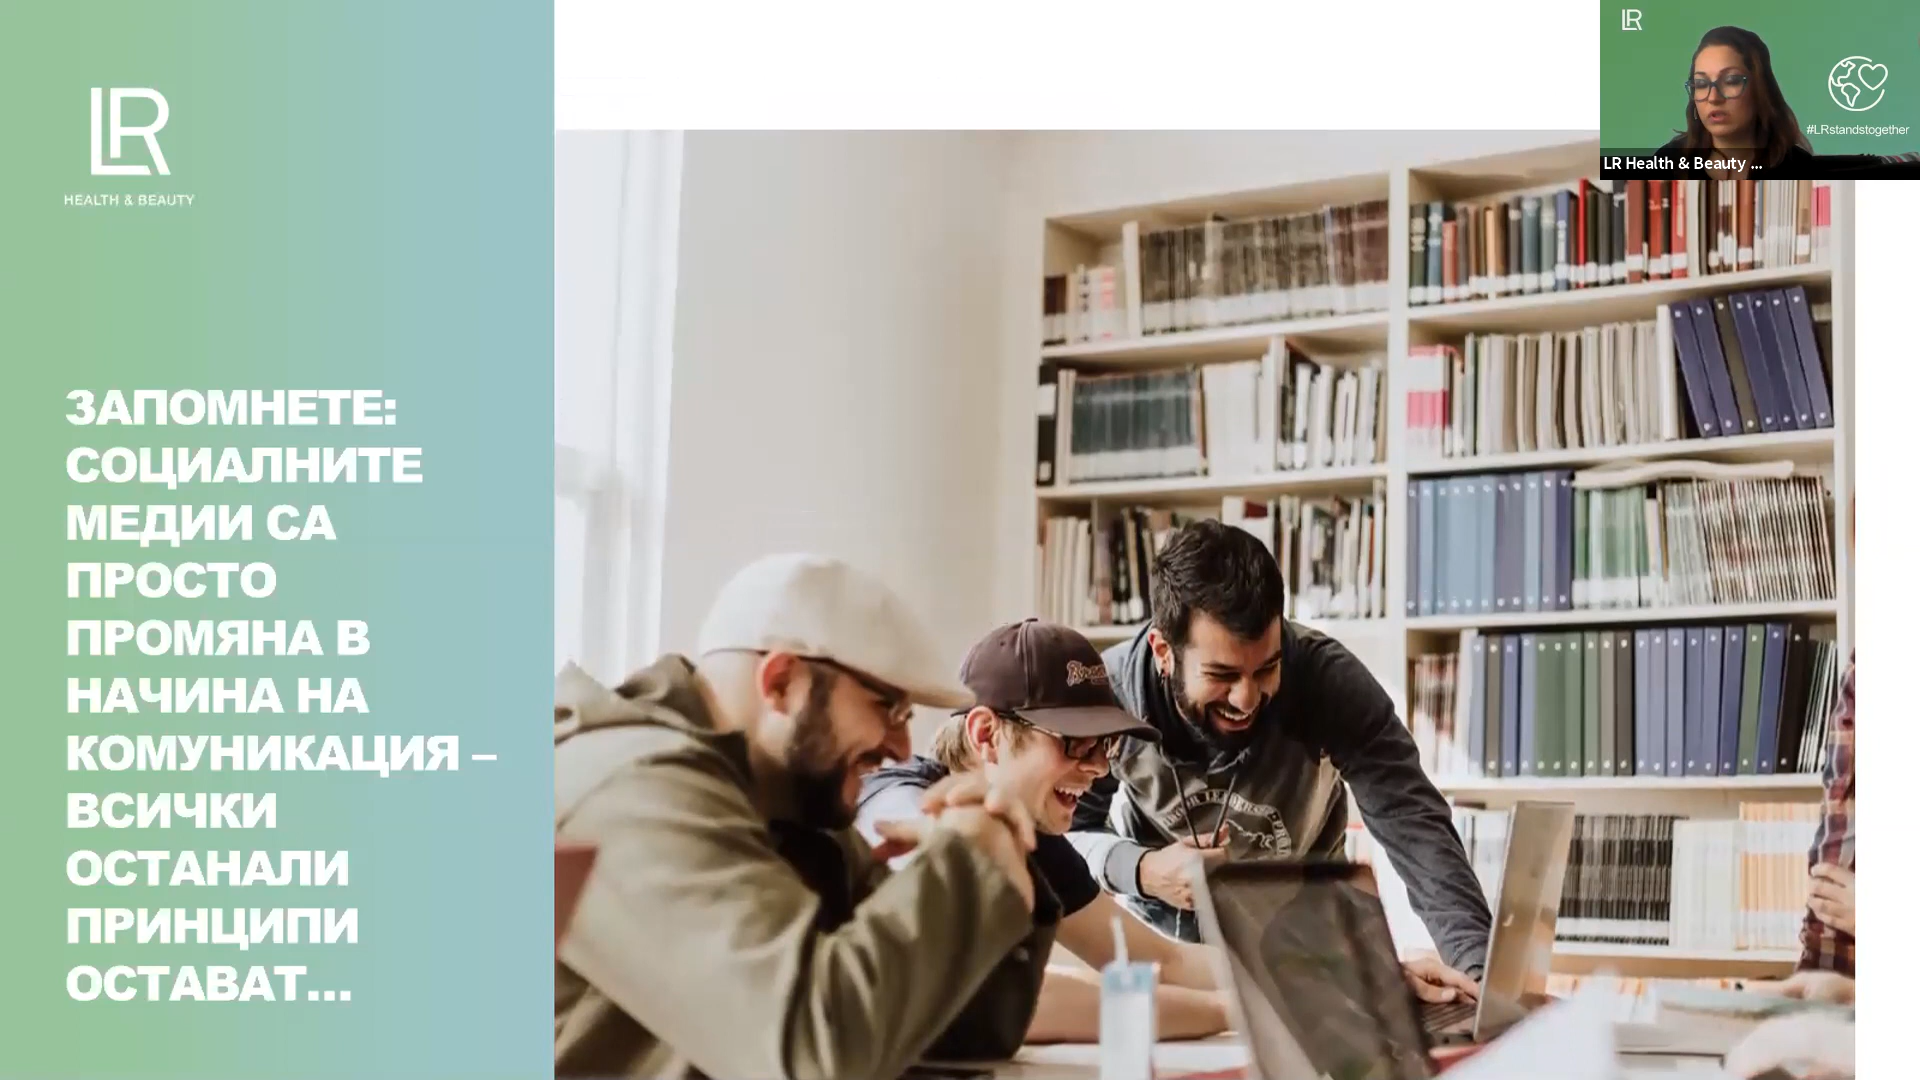 LR
HEALTH & BEAUTY
ЗАПОМНЕТЕ:
СОЦИАЛНИТЕ
МЕДИИ СА
ПРОСТО
ПРОМЯНА В
НАЧИНА НА
КОМУНИКАЦИЯ –
ВСИЧКИ
ОСТАНАЛИ
ПРИНЦИПИ
ОСТАВАТ...
LR
#LRstandstogether
LR Health & Beauty ...